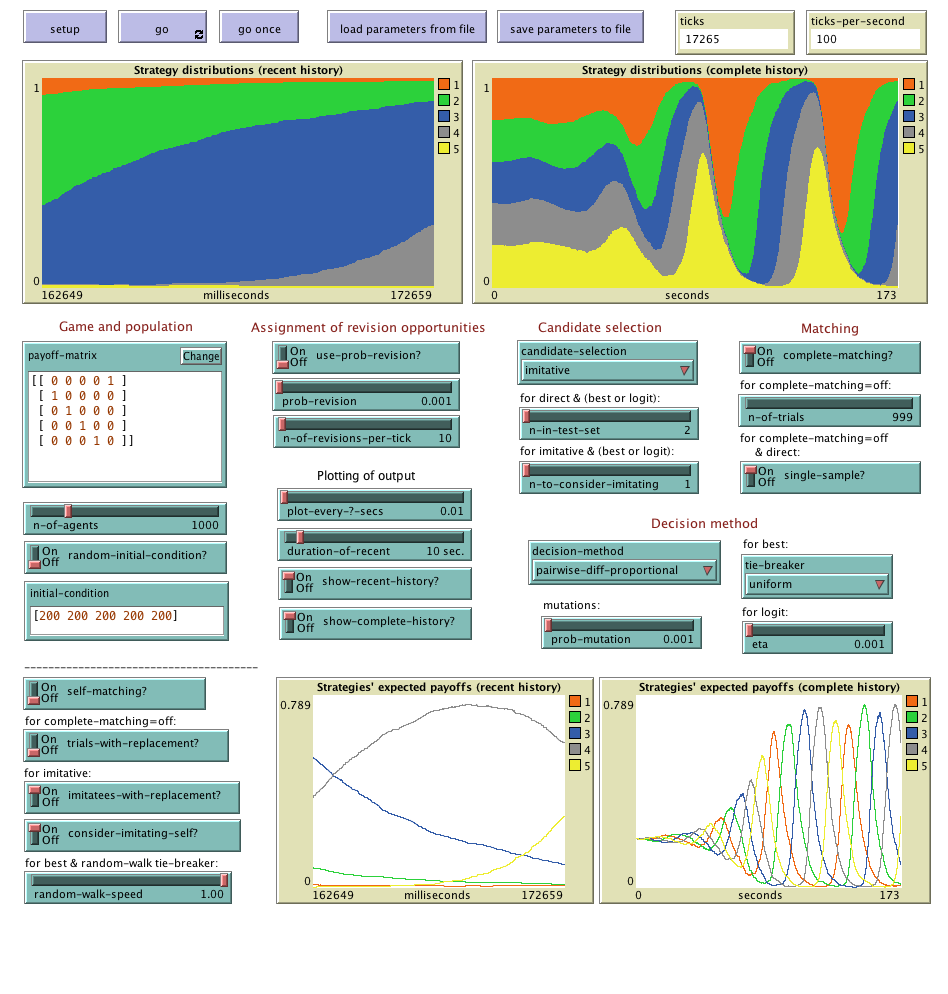 setup
go
go once
load parameters from file
save parameters to file
ticks
17265
ticks-per-second
100
Strategy distributions (recent history)
1
0
162649
milliseconds
172659
1
2
3
4
5
Strategy distributions (complete history)
1
0
0
seconds
173
1
2
3
4
5
Game and population
payoff-matrix
Change
[[ 0 0 0 0 1 ]
[ 1 0 0 0 0 ]
[ 0 1 0 0 0 ]
[ 0 0 1 0 0 ]
[ 0 0 0 1 0 ]]
n-of-agents 1000
On
Off
random-initial-condition?
initial-condition
[200 200 200 200 200]
Assignment of revision opportunities
On
Off
use-prob-revision?
prob-revision 0.001
n-of-revisions-per-tick 10
Plotting of output
plot-every-?-secs 0.01
duration-of-recent 10 sec.
On
Off
show-recent-history?
On
Off
show-complete-history?
Candidate selection
candidate-selection
imitative
for direct & (best or logit):
n-in-test-set 2
for imitative & (best or logit):
n-to-consider-imitating 1
Matching
On
Off
complete-matching?
for complete-matching=off:
n-of-trials 999
for complete-matching=off
& direct:
On
Off
single-sample?
Decision method
decision-method
pairwise-diff-proportional
mutations:
prob-mutation 0.001
for best:
tie-breaker
uniform
for logit:
eta 0.001
---------------------------------------
On
Off
self-matching?
for complete-matching=off:
On
Off
trials-with-replacement?
for imitative:
On
Off
imitatees-with-replacement?
On
Off
consider-imitating-self?
for best & random-walk tie-breaker:
random-walk-speed 1.00
Strategies' expected payoffs (recent history)
0.789
0
162649
milliseconds
172659
1
2
3
4
5
Strategies' expected payoffs (complete history)
0.789
0
0
seconds
173
1
2
3
4
5